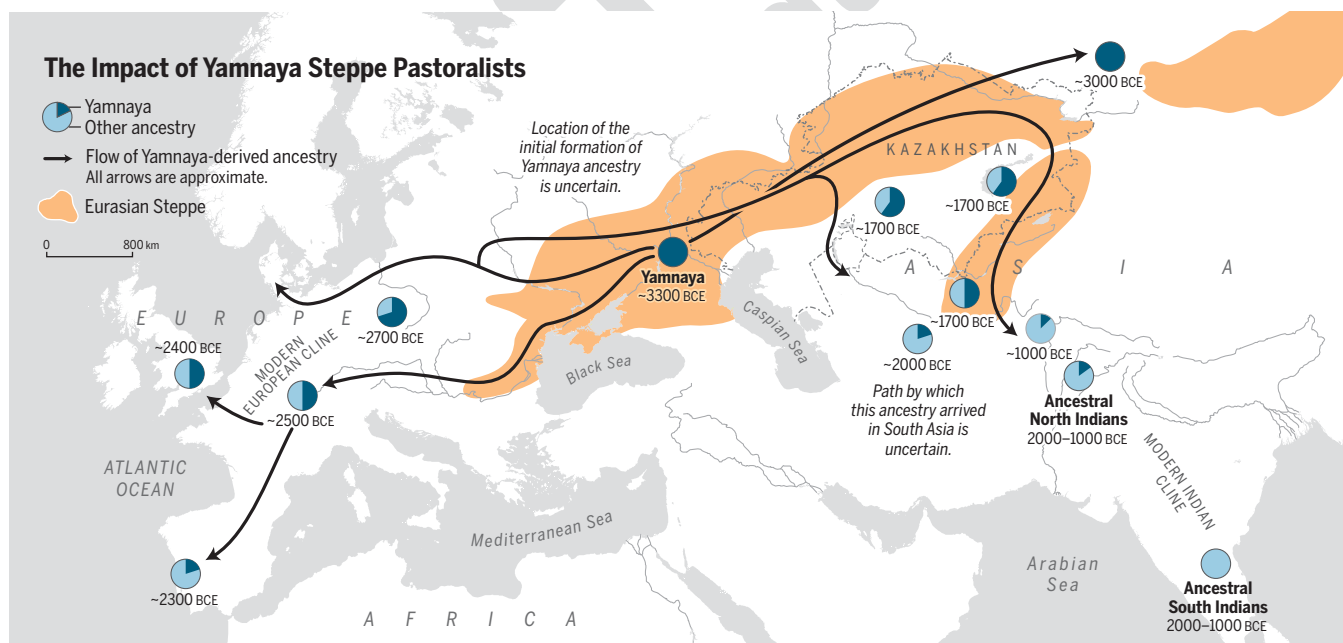 The Impact of Yamnaya Steppe Pastoralists
Yamnaya
Other ancestry
Flow of Yamnaya-derived ancestry
All arrows are approximate.
Eurasian Steppe
0
800 km
Location of the
initial formation of
Yamnaya ancestry
is uncertain.
~3000 BCE
KAZAKHSTAN
~1700 BCE
~1700 BCE
Yamnaya
~3300 BCE
A S I A
~1700 BCE
Caspian Sea
EUROPE
~2700 BCE
~2400 BCE
MODERN
EUROPEAN CLINE
Black Sea
~2000 BCE
~1000 BCE
~2500 BCE
Path by which
this ancestry arrived
in South Asia is
uncertain.
Ancestral
North Indians
2000–1000 BCE
MODERN INDIAN
CLINE
ATLANTIC
OCEAN
Mediterranean Sea
Arabian
Sea
~2300 BCE
AFRICA
Ancestral
South Indians
2000–1000 BCE